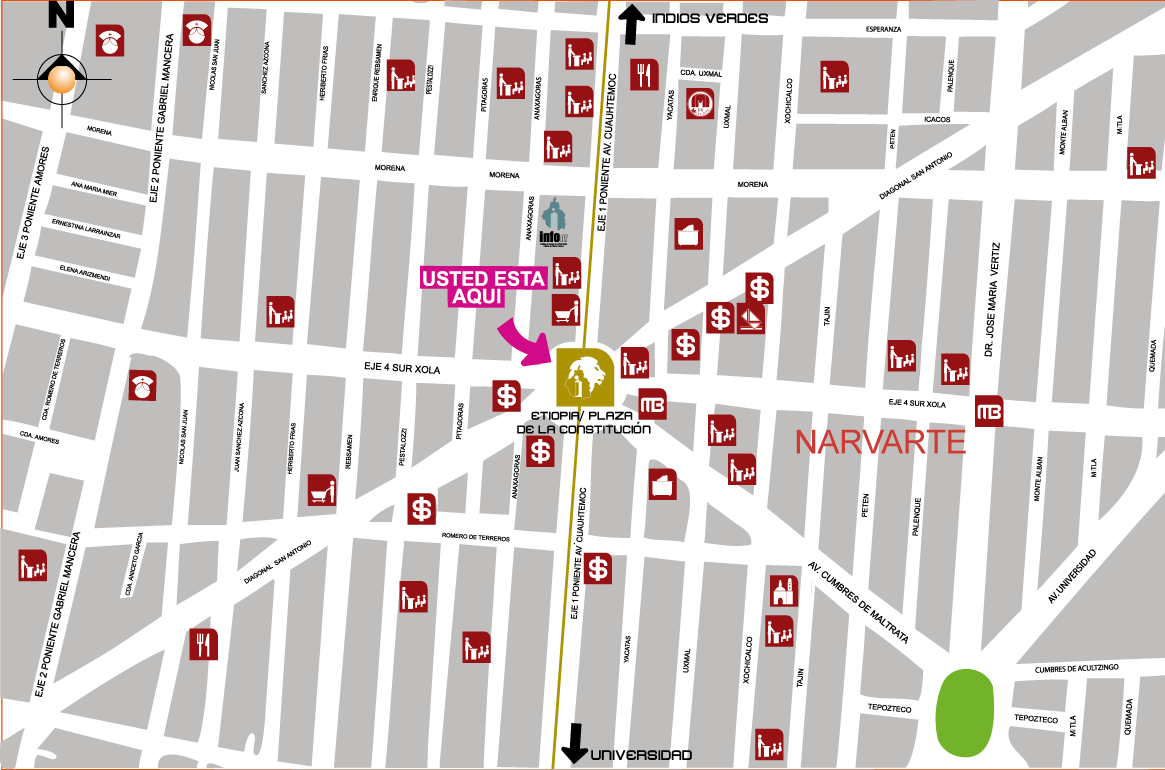 N
INDIOS VERDES
ESPERANZA
EJE 2 PONIENTE GABRIEL MANCERA
NICOLAS SAN JUAN
SANCHEZ AZCONA
HERIBERTO FRIAS
ENRIQUE REBSAMEN
PESTALOZZI
PITAGORAS
ANAXAGORAS
EJE 1 PONIENTE AV. CUAUHTEMOC
YACATAS
CDA. UXMAL
UXMAL
XOCHICALCO
PETEN
PALENQUE
ICACOS
MONTE ALBAN
MITLA
DIAGONAL SAN ANTONIO
MORENA
MORENA
MORENA
MORENA
EJE 3 PONIENTE AMORES
ANA MARIA MIER
ERNESTINA LARRAINZAR
ELENA ARIZMENDI
ANAXAGORAS
info
USTED ESTA
AQUI
TAJIN
DR. JOSE MARIA VERTIZ
QUEMADA
CDA. ROMERO DE TERREROS
EJE 4 SUR XOLA
EJE 4 SUR XOLA
MB
MB
ETIOPIA/ PLAZA
DE LA CONSTITUCIÓN
NARVARTE
CDA. AMORES
NICOLAS SAN JUAN
JUAN SANCHEZ AZCONA
HERIBERTO FRIAS
REBSAMEN
PESTALOZZI
PITAGORAS
ANAXAGORAS
PETEN
PALENQUE
MONTE ALBAN
MITLA
EJE 2 PONIENTE GABRIEL MANCERA
CDA. ANICETO GARCIA
DIAGONAL SAN ANTONIO
ROMERO DE TERREROS
EJE 1 PONIENTE AV. CUAUHTEMOC
AV. CUMBRES DE MALTRATA
AV. UNIVERSIDAD
YACATAS
UXMAL
XOCHICALCO
TAJIN
CUMBRES DE ACULTZINGO
TEPOZTECO
TEPOZTECO
MITLA
QUEMADA
UNIVERSIDAD